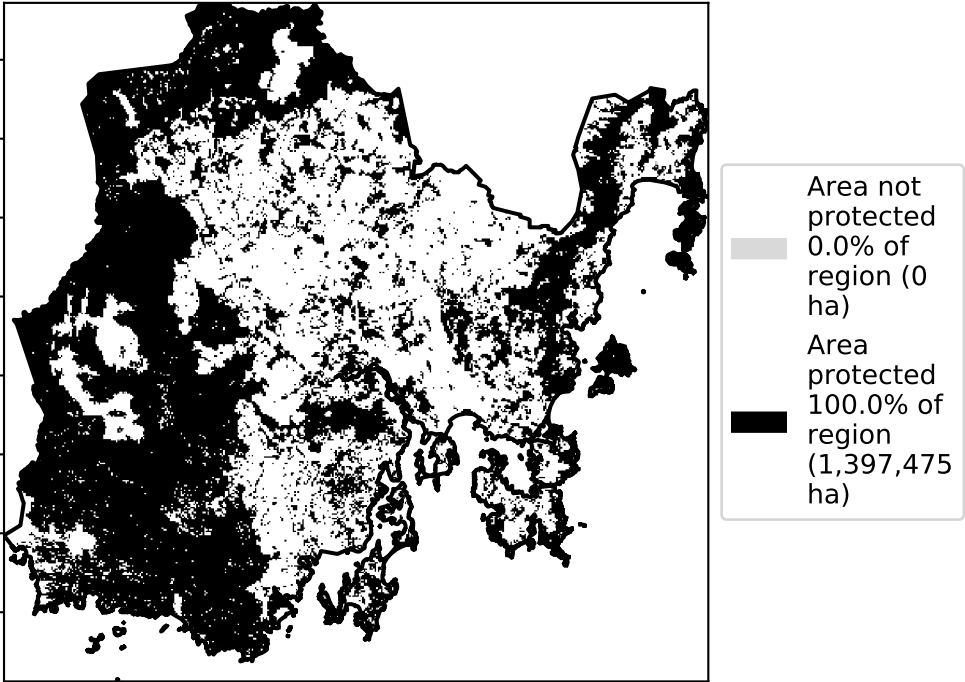 Area not
protected
0.0% of
region (0
ha)
Area
protected
100.0% of
region
(1,397,475
ha)